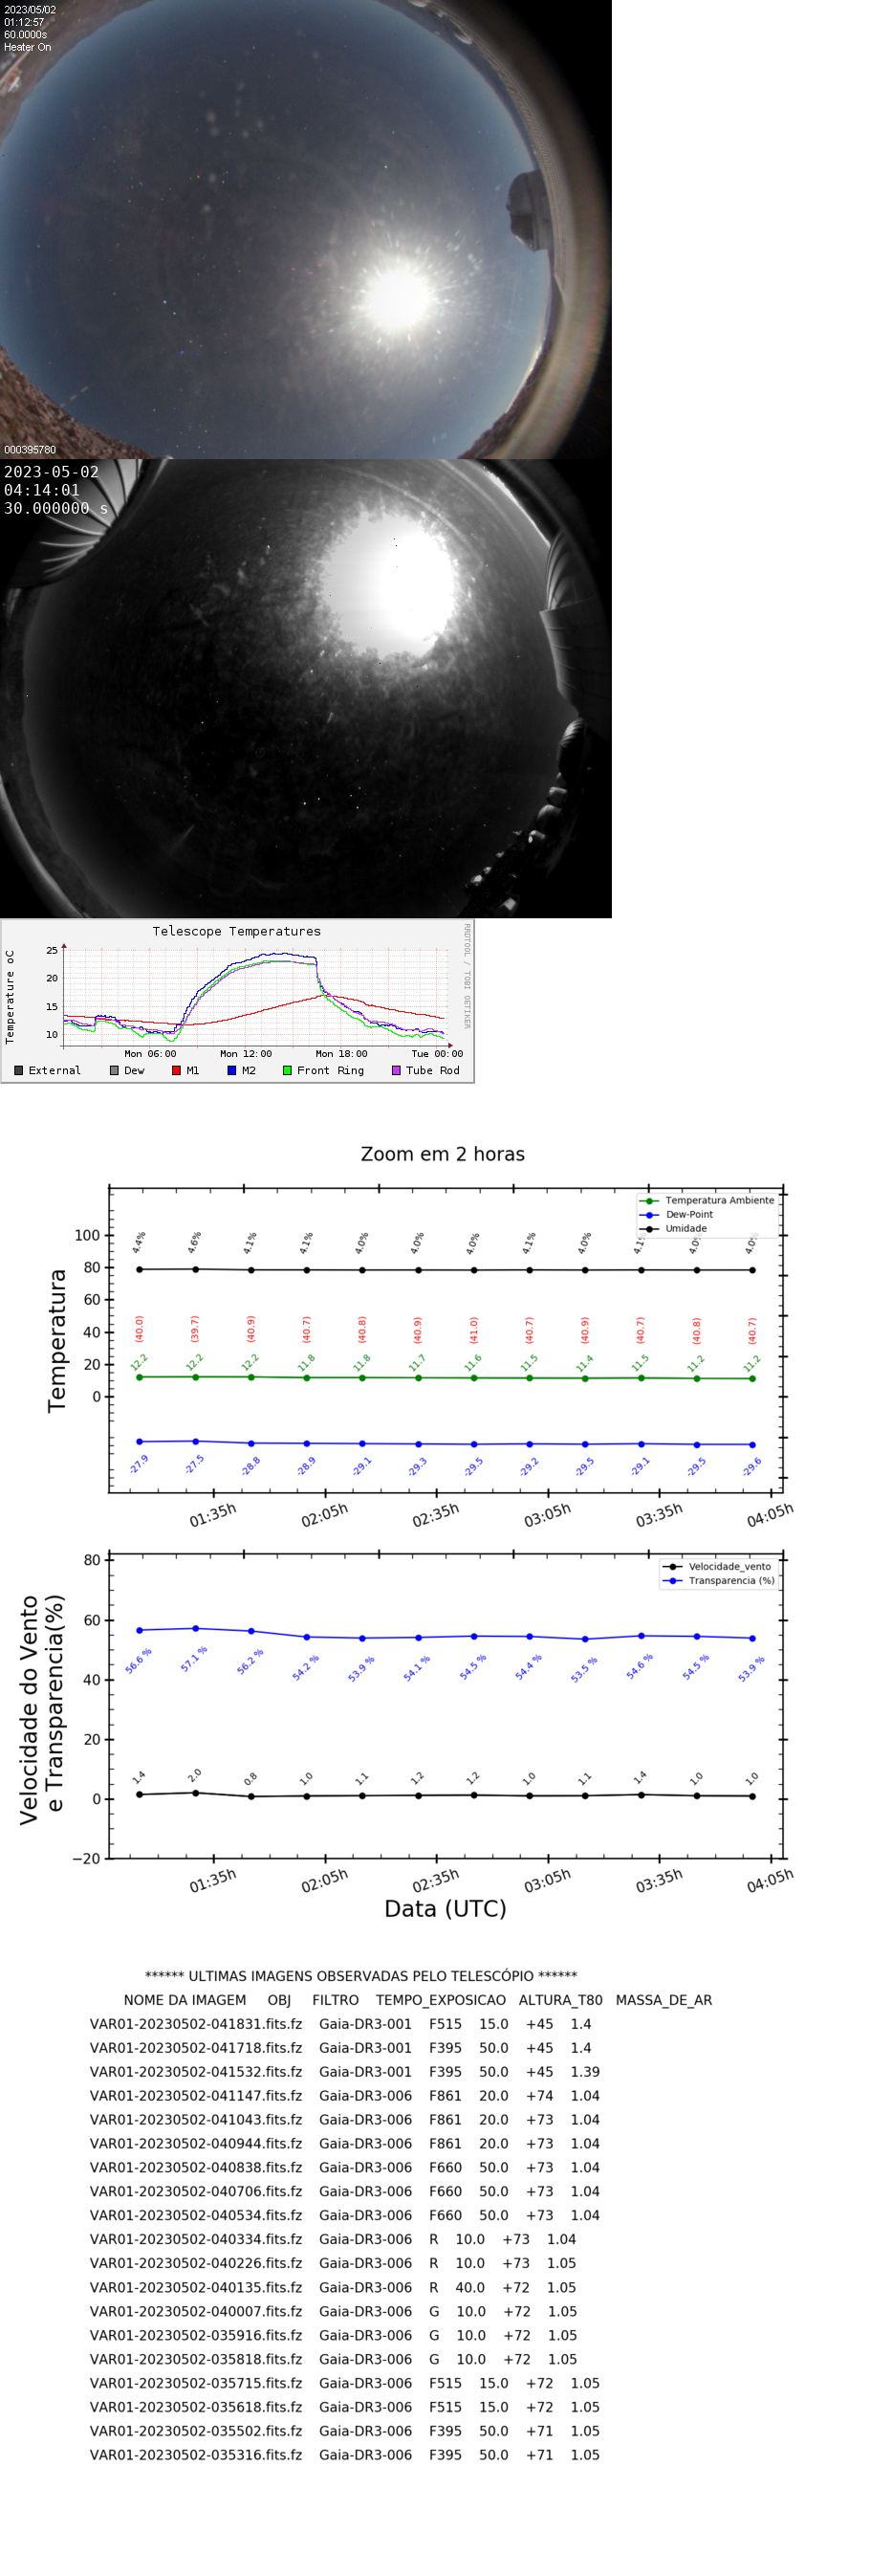 2023/05/02
01:12:57
60.0000s
Heater On
000395780
2023-05-02
04:14:01
30.000000 s
Telescope Temperatures
RRDTOOL / TOBI OETIKER
Temperature oC
25
20
15
10
Mon 06:00 Mon 12:00 Mon 18:00 Tue 00:00
External Dew M1 M2 Front Ring Tube Rod
Zoom em 2 horas
Temperatura Ambiente
Dew-Point
Umidade
Temperatura
100
80
60
40
20
0
4.4% 4.6% 4.1% 4.1% 4.0% 4.0% 4.0% 4.1% 4.0% 4.1% 4.0% 4.0%
(40.0) (39.7) (40.9) (40.7) (40.8) (40.9) (41.0) (40.7) (40.9) (40.7) (40.8) (40.7)
12.2 12.2 12.2 11.8 11.8 11.7 11.6 11.5 11.4 11.5 11.2 11.2
-27.9 -27.5 -28.8 -28.9 -29.1 -29.3 -29.5 -29.2 -29.5 -29.1 -29.5 -29.6
01:35h 02:05h 02:35h 03:05h 03:35h 04:05h
Velocidade_vento
Transparencia (%)
Velocidade do Vento
e Transparencia(%)
80
60
40
20
0
−20
56.6 % 57.1 % 56.2 % 54.2 % 53.9 % 54.1 % 54.5 % 54.4 % 53.5 % 54.6 % 54.5 % 53.9 %
1.4 2.0 0.8 1.0 1.1 1.2 1.2 1.0 1.1 1.4 1.0 1.0
01:35h 02:05h 02:35h 03:05h 03:35h 04:05h
Data (UTC)
****** ULTIMAS IMAGENS OBSERVADAS PELO TELESCÓPIO ******
NOME DA IMAGEM OBJ FILTRO TEMPO_EXPOSICAO ALTURA_T80 MASSA_DE_AR
VAR01-20230502-041831.fits.fz Gaia-DR3-001 F515 15.0 +45 1.4
VAR01-20230502-041718.fits.fz Gaia-DR3-001 F395 50.0 +45 1.4
VAR01-20230502-041532.fits.fz Gaia-DR3-001 F395 50.0 +45 1.39
VAR01-20230502-041147.fits.fz Gaia-DR3-006 F861 20.0 +74 1.04
VAR01-20230502-041043.fits.fz Gaia-DR3-006 F861 20.0 +73 1.04
VAR01-20230502-040944.fits.fz Gaia-DR3-006 F861 20.0 +73 1.04
VAR01-20230502-040838.fits.fz Gaia-DR3-006 F660 50.0 +73 1.04
VAR01-20230502-040706.fits.fz Gaia-DR3-006 F660 50.0 +73 1.04
VAR01-20230502-040534.fits.fz Gaia-DR3-006 F660 50.0 +73 1.04
VAR01-20230502-040334.fits.fz Gaia-DR3-006 R 10.0 +73 1.04
VAR01-20230502-040226.fits.fz Gaia-DR3-006 R 10.0 +73 1.05
VAR01-20230502-040135.fits.fz Gaia-DR3-006 R 40.0 +72 1.05
VAR01-20230502-040007.fits.fz Gaia-DR3-006 G 10.0 +72 1.05
VAR01-20230502-035916.fits.fz Gaia-DR3-006 G 10.0 +72 1.05
VAR01-20230502-035818.fits.fz Gaia-DR3-006 G 10.0 +72 1.05
VAR01-20230502-035715.fits.fz Gaia-DR3-006 F515 15.0 +72 1.05
VAR01-20230502-035618.fits.fz Gaia-DR3-006 F515 15.0 +72 1.05
VAR01-20230502-035502.fits.fz Gaia-DR3-006 F395 50.0 +71 1.05
VAR01-20230502-035316.fits.fz Gaia-DR3-006 F395 50.0 +71 1.05